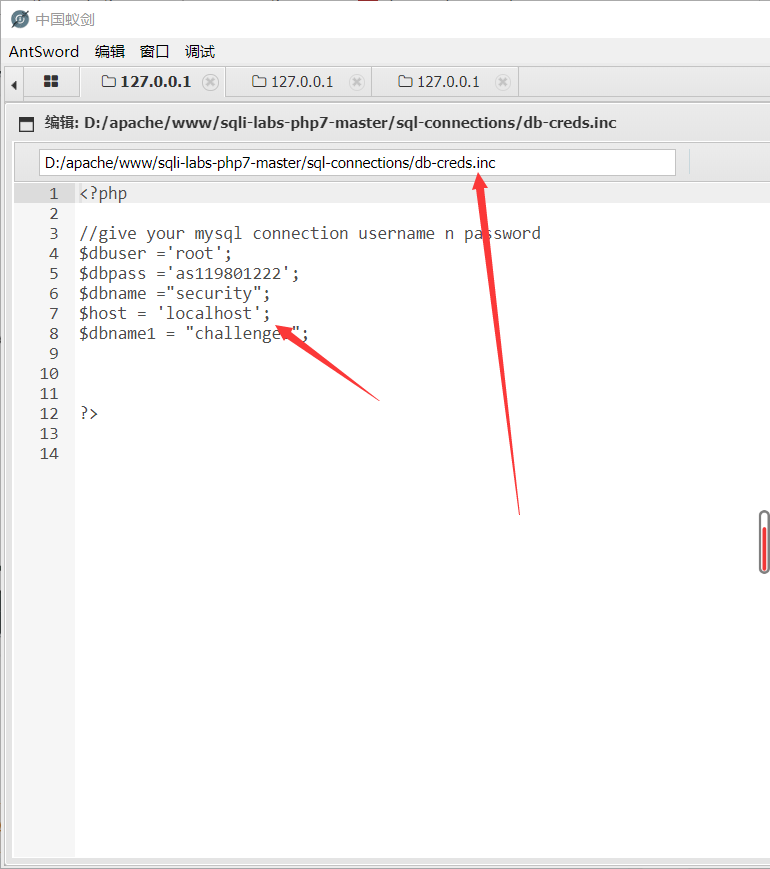 中国蚁剑
AntSword 编辑 窗口 调试
127.0.0.1 127.0.0.1 127.0.0.1
编辑: D:/apache/www/sqli-labs-php7-master/sql-connections/db-creds.inc
D:/apache/www/sqli-labs-php7-master/sql-connections/db-creds.inc
1 <?php
2
3 //give your mysql connection username n password
4 $dbuser ='root';
5 $dbpass ='as119801222';
6 $dbname ="security";
7 $host = 'localhost';
8 $dbname1 = "challenges";
9
10
11
12 ?>
13
14